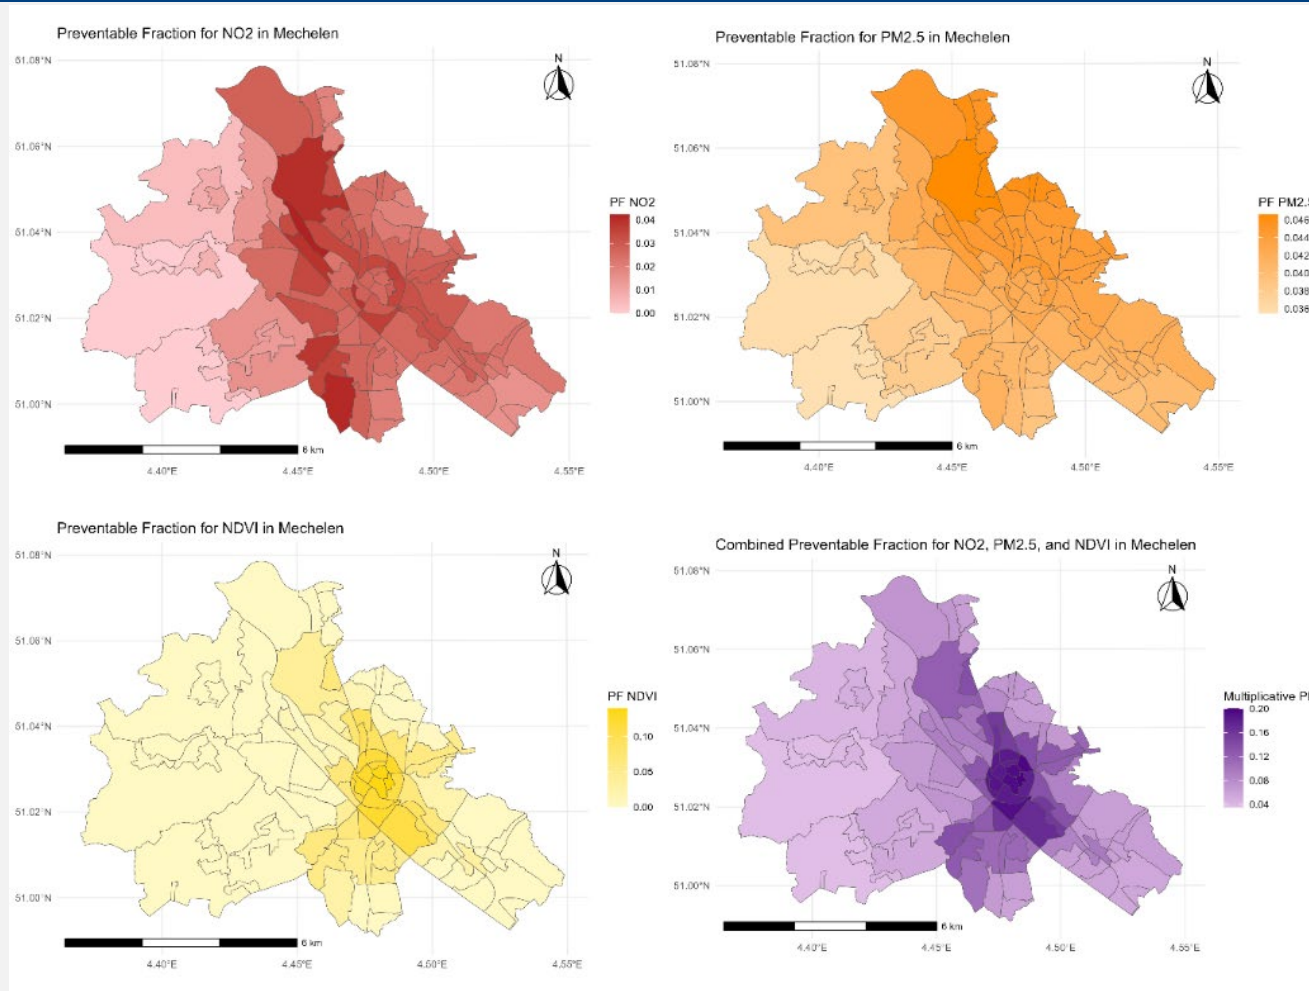 Preventable Fraction for NO2 in Mechelen
N
51.08°N
51.06°N
51.04°N
51.02°N
51.00°N
PF NO2
0.04
0.03
0.02
0.01
0.00
6 km
4.40°E
4.45°E
4.50°E
4.55°E
Preventable Fraction for PM2.5 in Mechelen
N
51.08°N
51.06°N
51.04°N
51.02°N
51.00°N
PF PM2.5
0.046
0.044
0.042
0.040
0.038
0.036
6 km
4.40°E
4.45°E
4.50°E
4.55°E
Preventable Fraction for NDVI in Mechelen
N
51.08°N
51.06°N
51.04°N
51.02°N
51.00°N
PF NDVI
0.10
0.05
0.00
6 km
4.40°E
4.45°E
4.50°E
4.55°E
Combined Preventable Fraction for NO2, PM2.5, and NDVI in Mechelen
N
51.08°N
51.06°N
51.04°N
51.02°N
51.00°N
Multiplicative
0.20
0.16
0.12
0.08
0.04
6 km
4.40°E
4.45°E
4.50°E
4.55°E